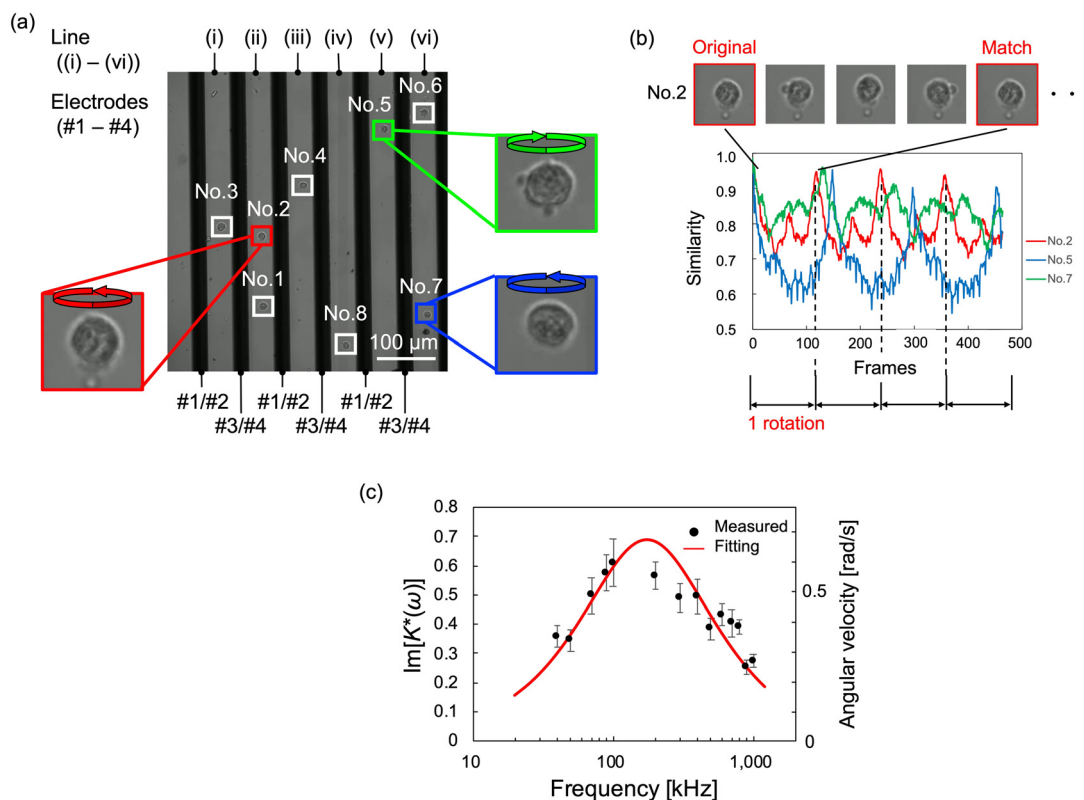 (a)
Line
((i) – (vi))
Electrodes
(#1 – #4)
(i) (ii) (iii) (iv) (v) (vi)
No.6
No.5
No.4
No.3
No.2
No.1
No.7
No.8
100 µm
#1/#2 #1/#2 #1/#2
#3/#4 #3/#4 #3/#4
(b)
Original Match
No.2
Similarity
1.0
0.9
0.8
0.7
0.6
0.5
0 100 200 300 400 500
Frames
No.2
No.5
No.7
1 rotation
(c)
Im[K*(ω)]
0.8
0.7
0.6
0.5
0.4
0.3
0.2
0.1
0
10 100 1,000
Frequency [kHz]
Measured
Fitting
0.5
0
Angular velocity [rad/s]